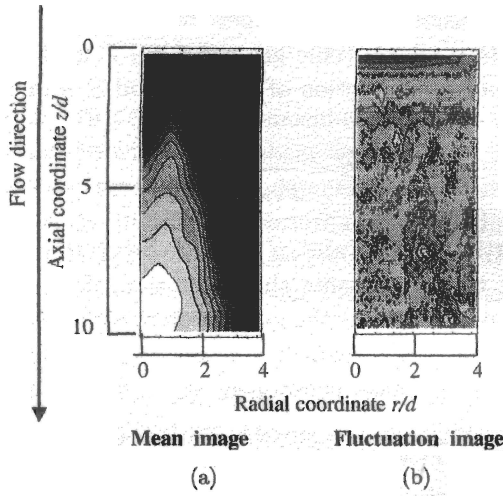 Flow direction
Axial coordinate z/d
0
5
10
0 2 4
0 2 4
Radial coordinate r/d
Mean image
Fluctuation image
(a)
(b)